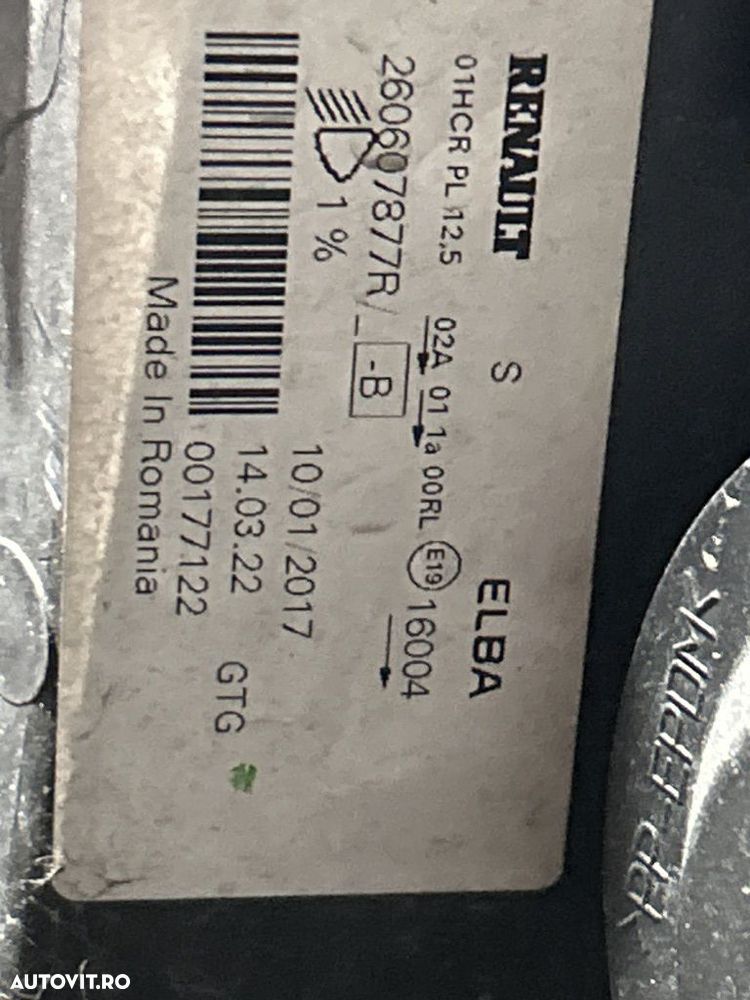 RENAULT S ELBA
01HCR PL 12,5 02A 01 1a 00RL E19 16004
260607877R/_ -B
1 %
10/01/2017
14.03.22 GTG
00177122
Made In Romania
AUTOVIT.RO